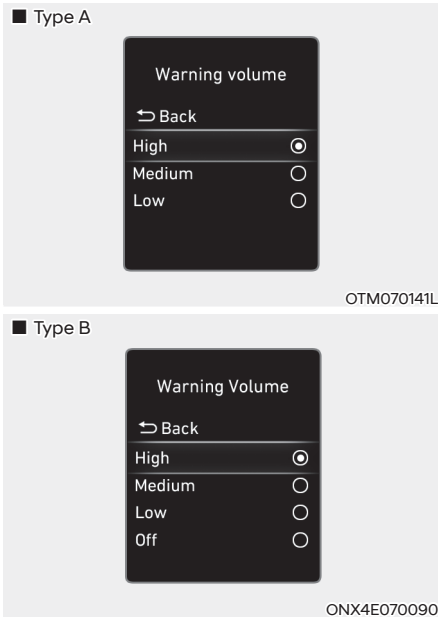 ■ Type A
Warning volume
Back
High
Medium
Low
OTM070141L
■ Type B
Warning Volume
Back
High
Medium
Low
Off
ONX4E070090